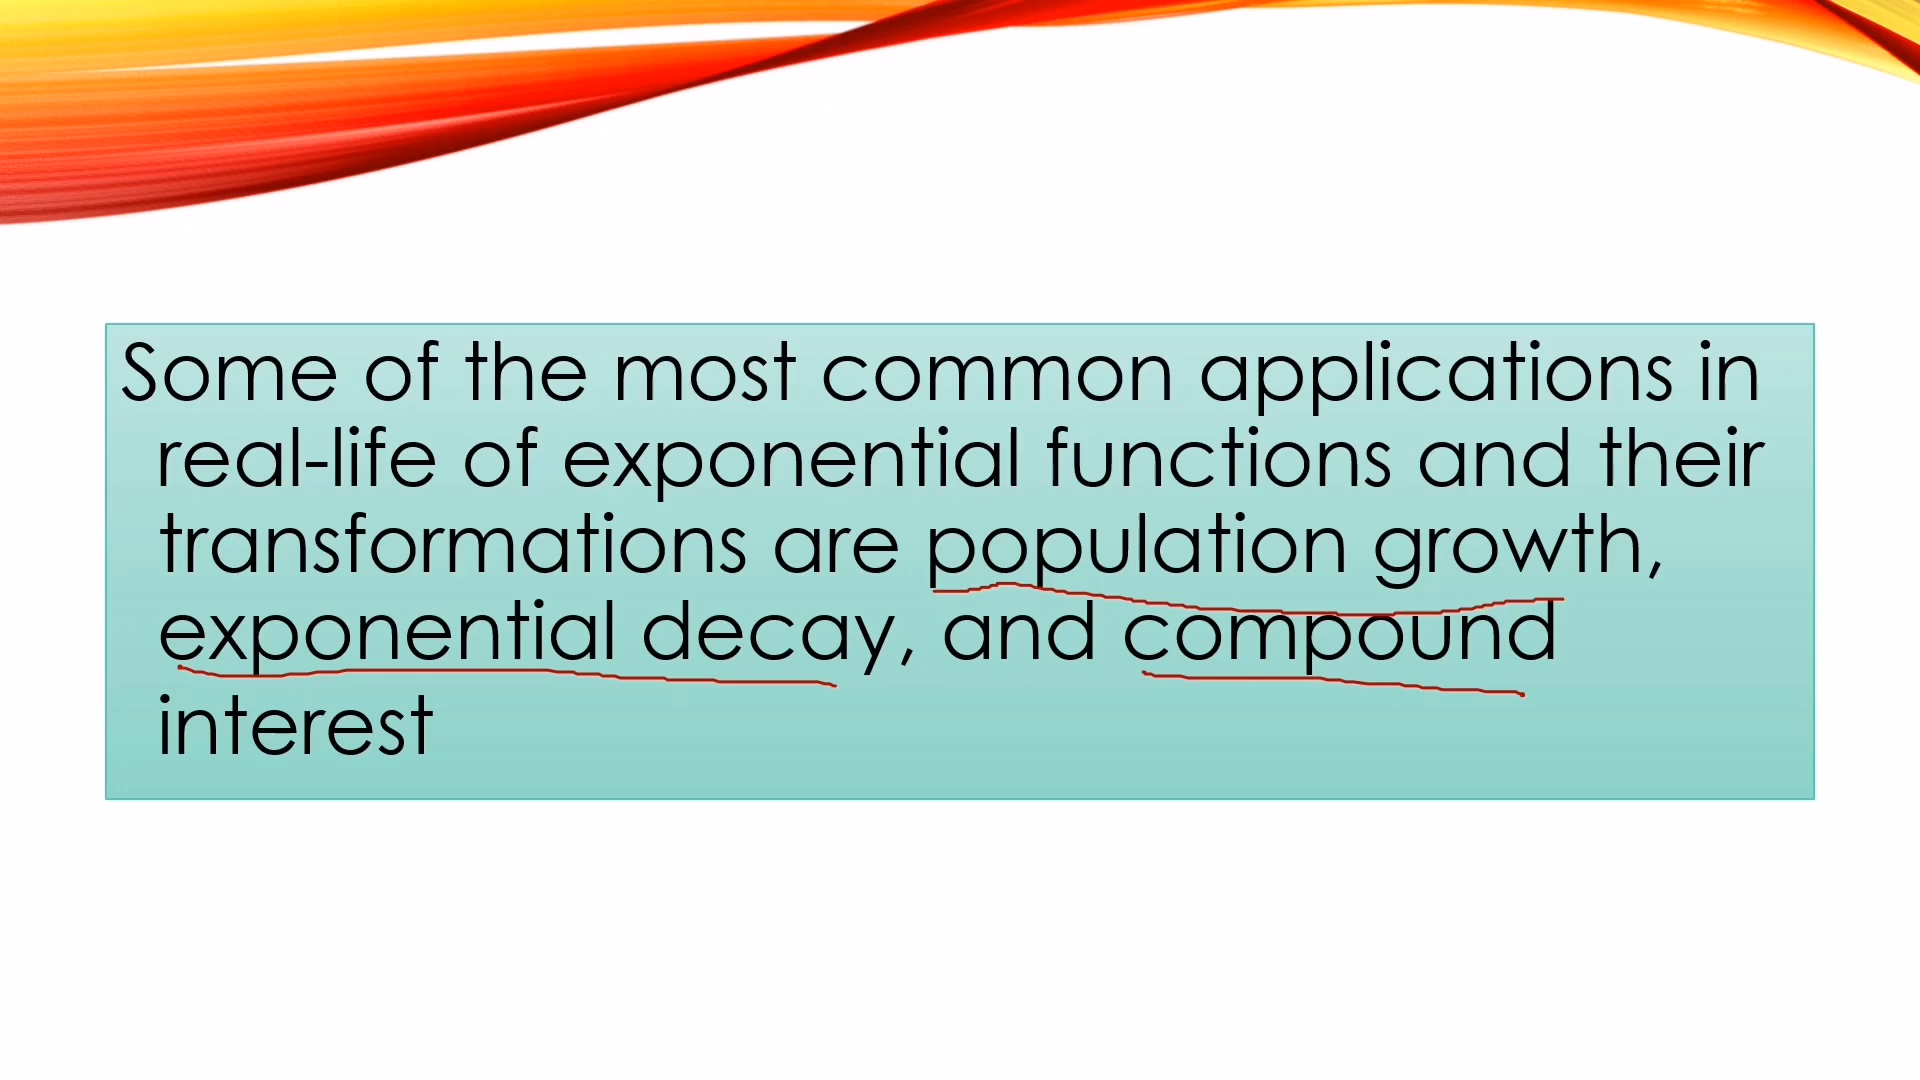 Some of the most common applications in
real-life of exponential functions and their
transformations are population growth,
exponential decay, and compound
interest